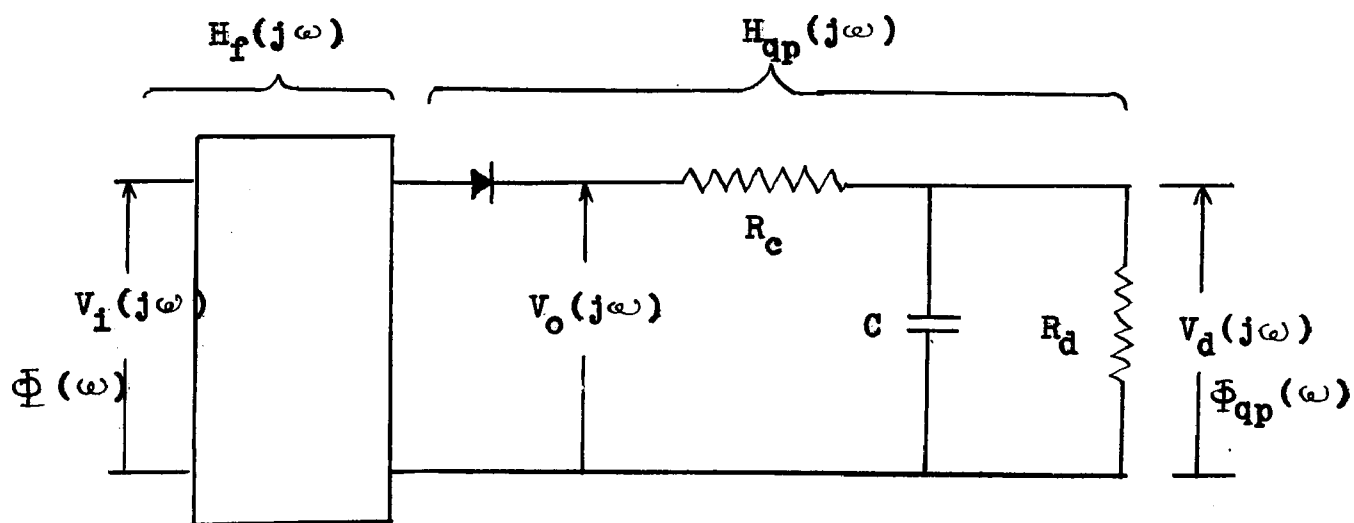 H_f(jω)
H_qp(jω)
R_c
V_i(jω)
V_o(jω)
C
R_d
V_d(jω)
Φ(ω)
Φ_qp(ω)